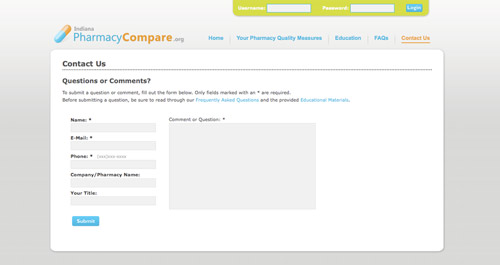 Username: Password: Login
Indiana
PharmacyCompare.org
Home Your Pharmacy Quality Measures Education FAQs Contact Us
Contact Us
Questions or Comments?
To submit a question or comment, fill out the form below. Only fields marked with an * are required.
Before submitting a question, be sure to read through our Frequently Asked Questions and the provided Educational Materials.
Name: * Comment or Question: *
E-Mail: *
Phone: * (xxx)xxx-xxxx
Company/Pharmacy Name:
Your Title:
Submit